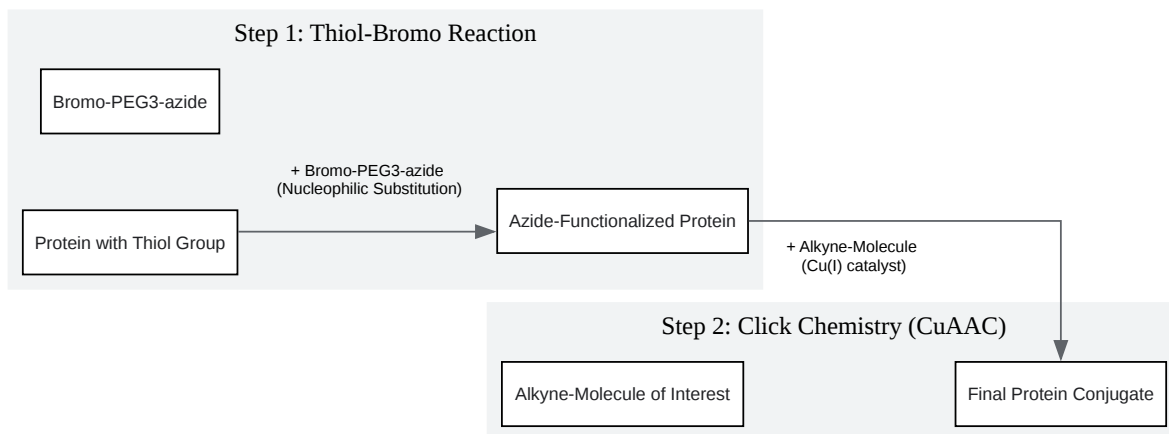 Step 1: Thiol-Bromo Reaction
Bromo-PEG3-azide
+ Bromo-PEG3-azide
(Nucleophilic Substitution)
Protein with Thiol Group
Azide-Functionalized Protein
+ Alkyne-Molecule
(Cu(I) catalyst)
Step 2: Click Chemistry (CuAAC)
Alkyne-Molecule of Interest
Final Protein Conjugate